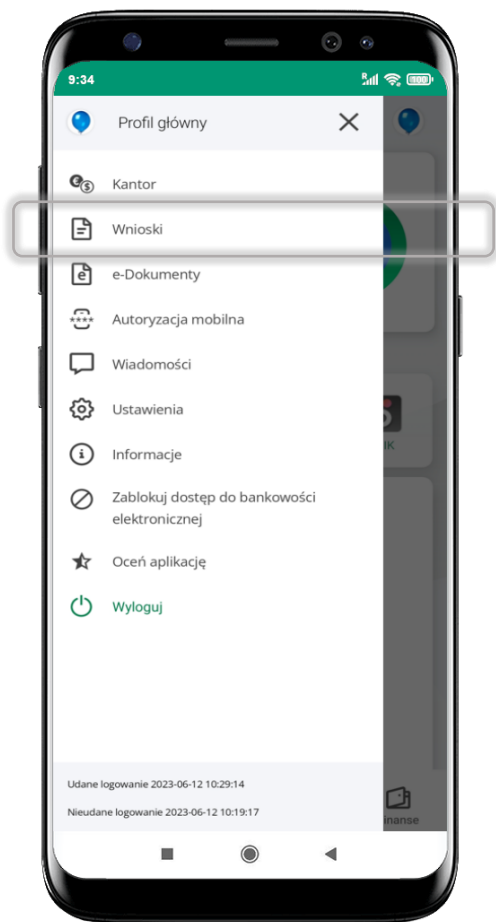 9:34
Profil główny
Kantor
Wnioski
e-Dokumenty
Autoryzacja mobilna
Wiadomości
Ustawienia
Informacje
Zablokuj dostęp do bankowości
elektronicznej
Oceń aplikację
Wyloguj
Udane logowanie 2023-06-12 10:29:14
Nieudane logowanie 2023-06-12 10:19:17
inanse